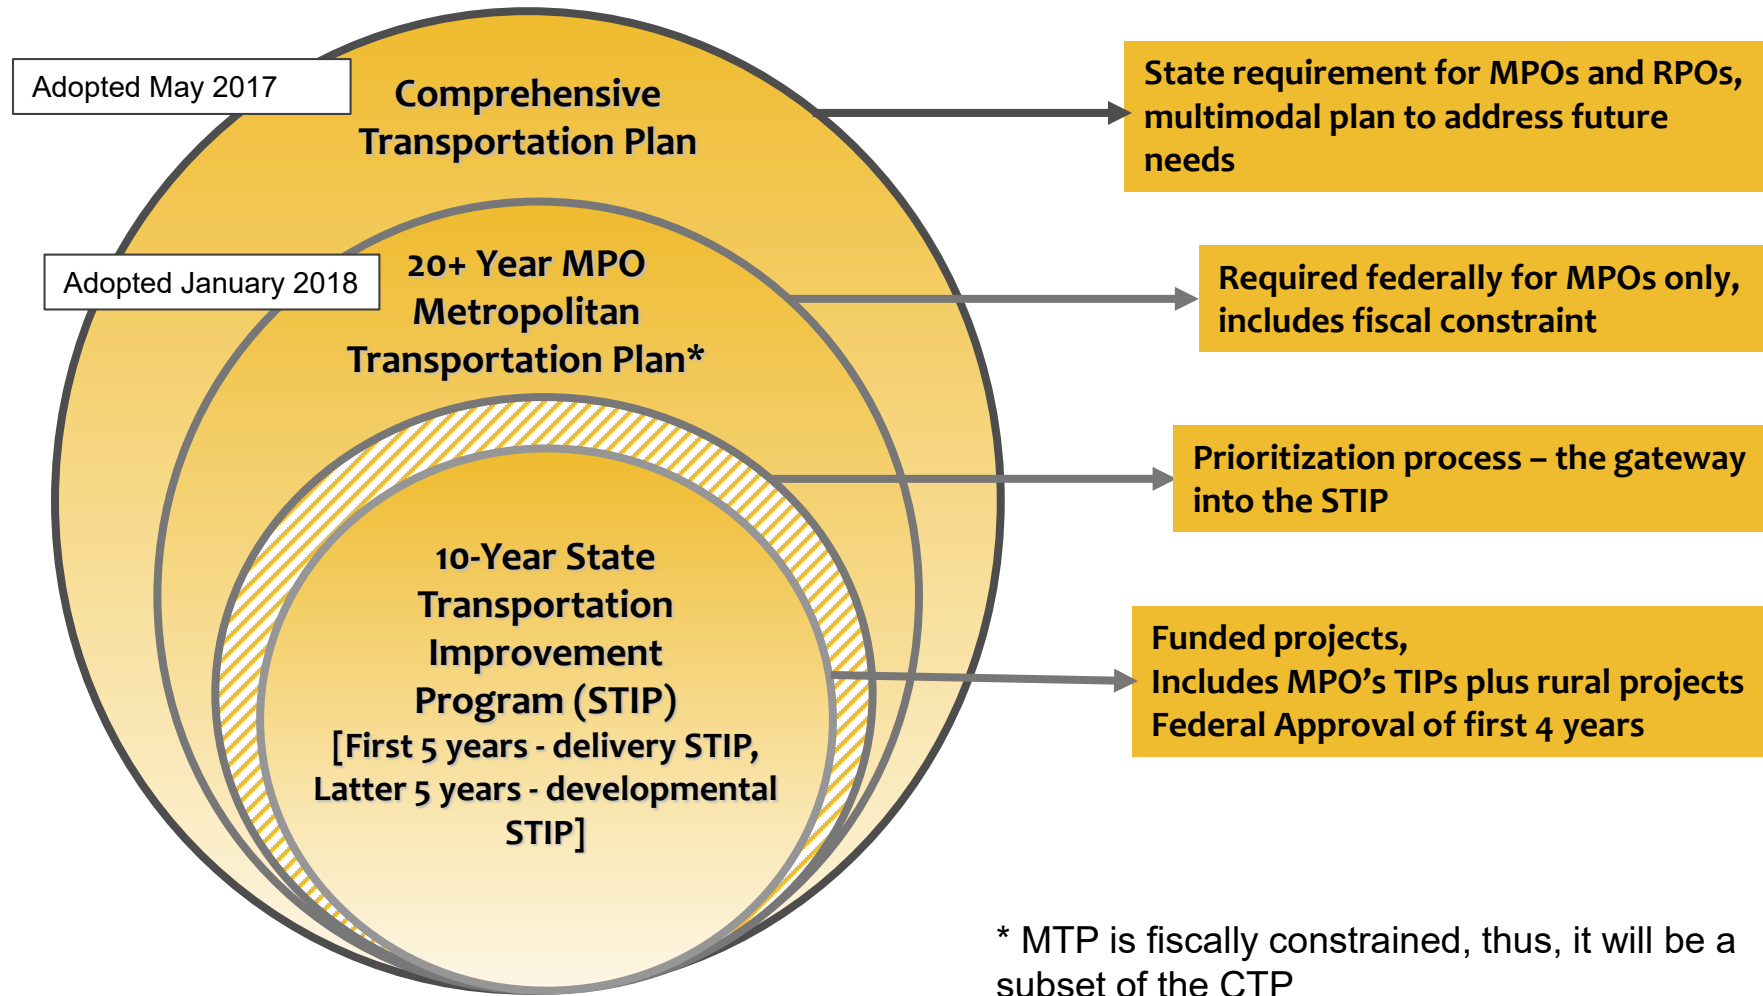 Adopted May 2017
Comprehensive
Transportation Plan
State requirement for MPOs and RPOs,
multimodal plan to address future
needs
Adopted January 2018
20+ Year MPO
Metropolitan
Transportation Plan*
Required federally for MPOs only,
includes fiscal constraint
Prioritization process – the gateway
into the STIP
10-Year State
Transportation
Improvement
Program (STIP)
[First 5 years - delivery STIP,
Latter 5 years - developmental
STIP]
Funded projects,
Includes MPO’s TIPs plus rural projects
Federal Approval of first 4 years
* MTP is fiscally constrained, thus, it will be a
subset of the CTP